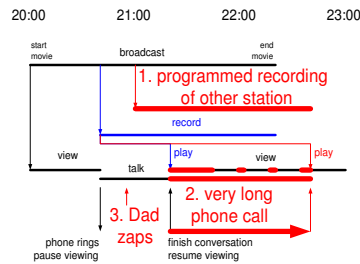 20:00 21:00 22:00 23:00
start
movie
broadcast
end
movie
1. programmed recording
of other station
record
play
play
view
talk
view
2. very long
phone call
3. Dad
zaps
phone rings
pause viewing
finish conversation
resume viewing